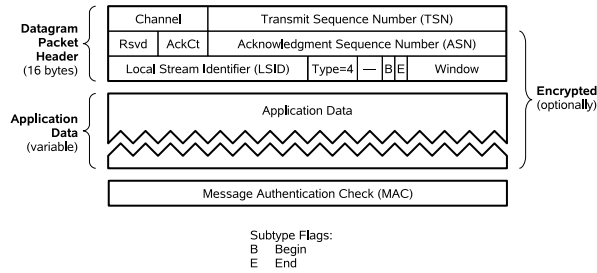 Datagram
Packet
Header
(16 bytes)
Channel
Transmit Sequence Number (TSN)
Rsvd
AckCt
Acknowledgment Sequence Number (ASN)
Local Stream Identifier (LSID)
Type=4
—
B
E
Window
Application
Data
(variable)
Application Data
Encrypted
(optionally)
Message Authentication Check (MAC)
Subtype Flags:
B Begin
E End